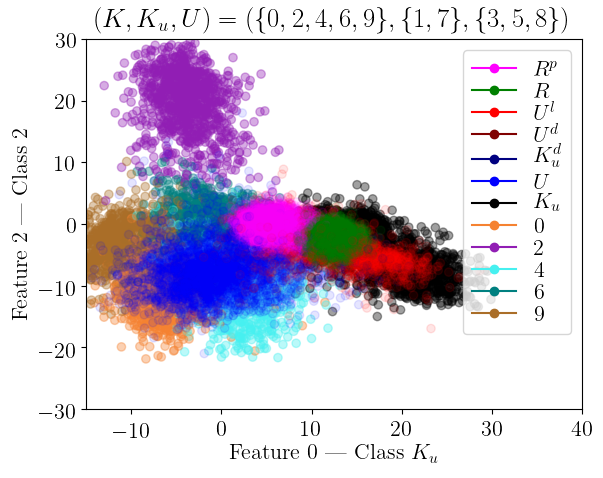 $(K, K_u, U) = (\{0, 2, 4, 6, 9\}, \{1, 7\}, \{3, 5, 8\})$
30
20
10
0
−10
−20
−30
Feature 2 — Class 2
−10
0
10
20
30
40
Feature 0 — Class $K_u$
$R^p$
$R$
$U^l$
$U^d$
$K_u^d$
$U$
$K_u$
0
2
4
6
9